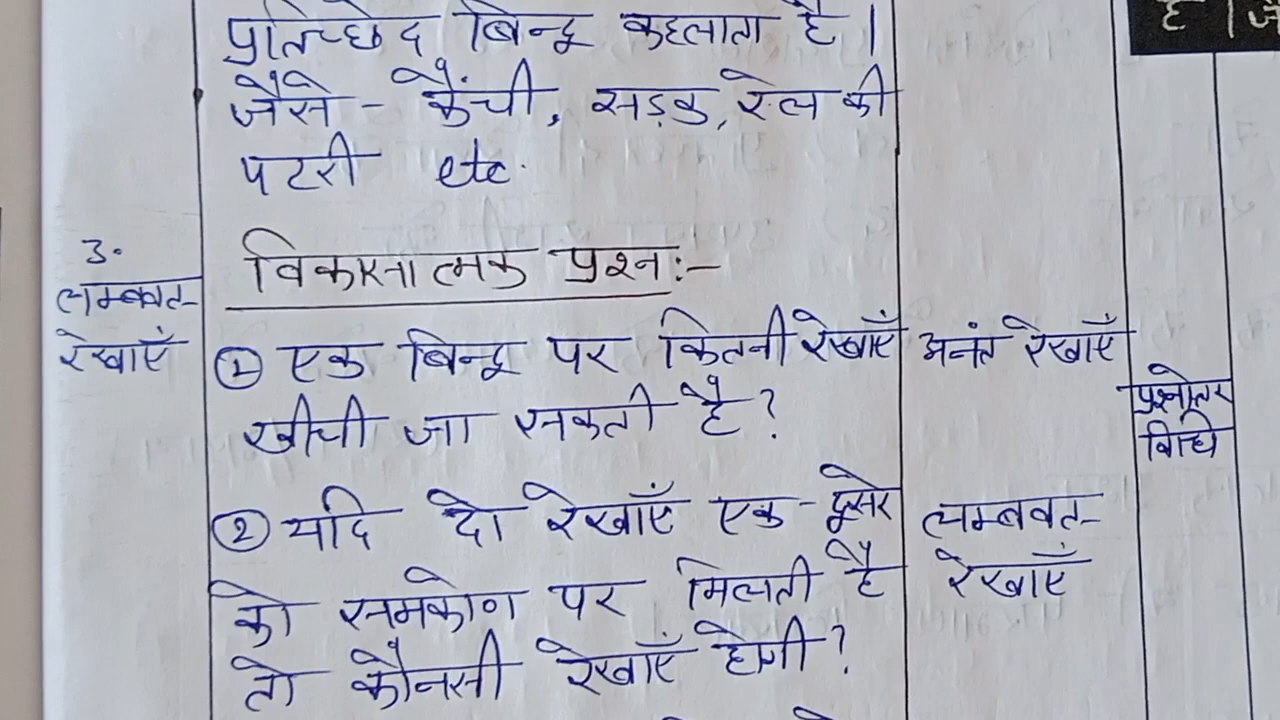 प्रतिच्छेद बिन्दू कहलाता है।
जैसे - कैंची, सड़क, रेल की
पटरी etc.
3.
लम्बवत-
रेखाएँ
विकासात्मक प्रश्न:-
① एक बिन्दू पर कितनी रेखाएँ
खीची जा सकती है?
अनंत रेखाएँ
प्रश्नोत्तर
विधि
② यदि दो रेखाएँ एक-दूसरे
को समकोण पर मिलती है
तो कौनसी रेखाएँ होगी?
लम्बवत-
रेखाएँ